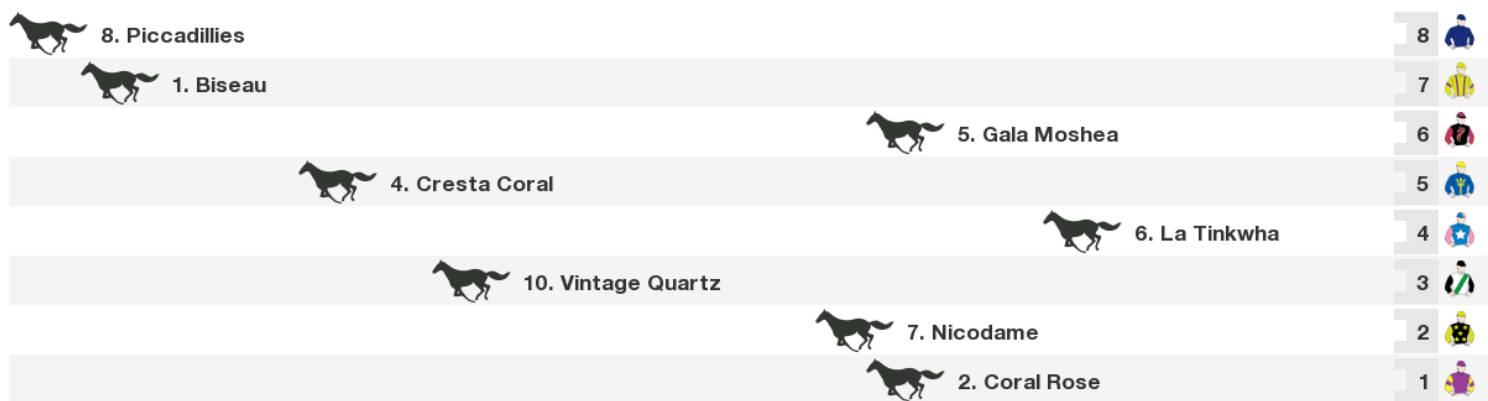 8. Piccadillies 8
1. Biseau 7
5. Gala Moshea 6
4. Cresta Coral 5
6. La Tinkwha 4
10. Vintage Quartz 3
7. Nicodame 2
2. Coral Rose 1